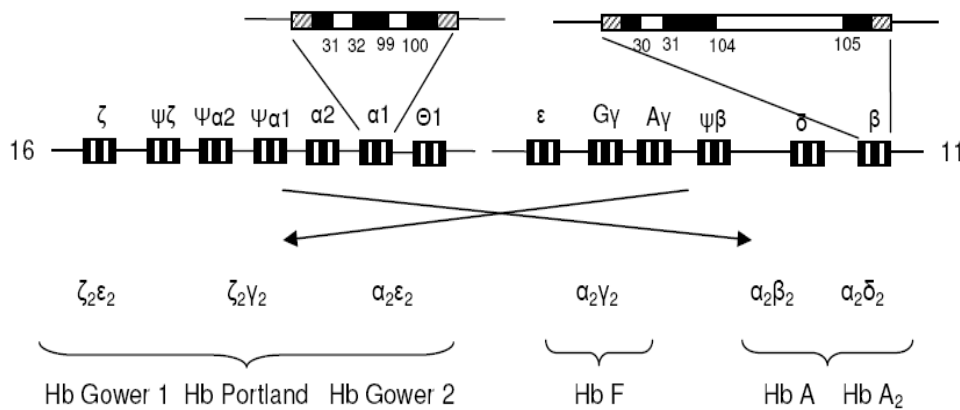 31 32 99 100 30 31 104 105
ζ ψζ Ψα2 Ψα1 α2 α1 Θ1 ε Gγ Aγ ψβ δ β
16 11
ζ₂ε₂ ζ₂γ₂ α₂ε₂ α₂γ₂ α₂β₂ α₂δ₂
Hb Gower 1 Hb Portland Hb Gower 2 Hb F Hb A Hb A₂